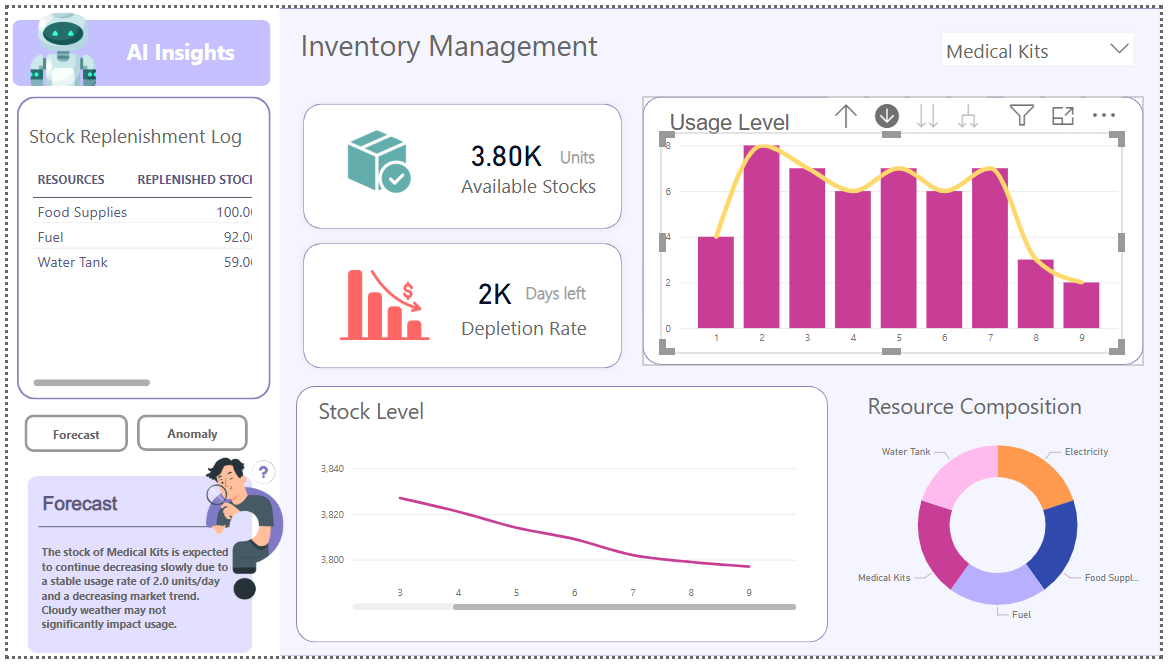 AI Insights
Inventory Management
Medical Kits
Stock Replenishment Log
RESOURCES REPLENISHED STOCK
Food Supplies 100.0
Fuel 92.0
Water Tank 59.0
3.80K Units
Available Stocks
2K Days left
Depletion Rate
Usage Level
8
6
4
2
0
1 2 3 4 5 6 7 8 9
Forecast Anomaly
?
Forecast
The stock of Medical Kits is expected
to continue decreasing slowly due to
a stable usage rate of 2.0 units/day
and a decreasing market trend.
Cloudy weather may not
significantly impact usage.
Stock Level
3,840
3,820
3,800
3 4 5 6 7 8 9
Resource Composition
Water Tank Electricity
Medical Kits Food Suppl...
Fuel
$